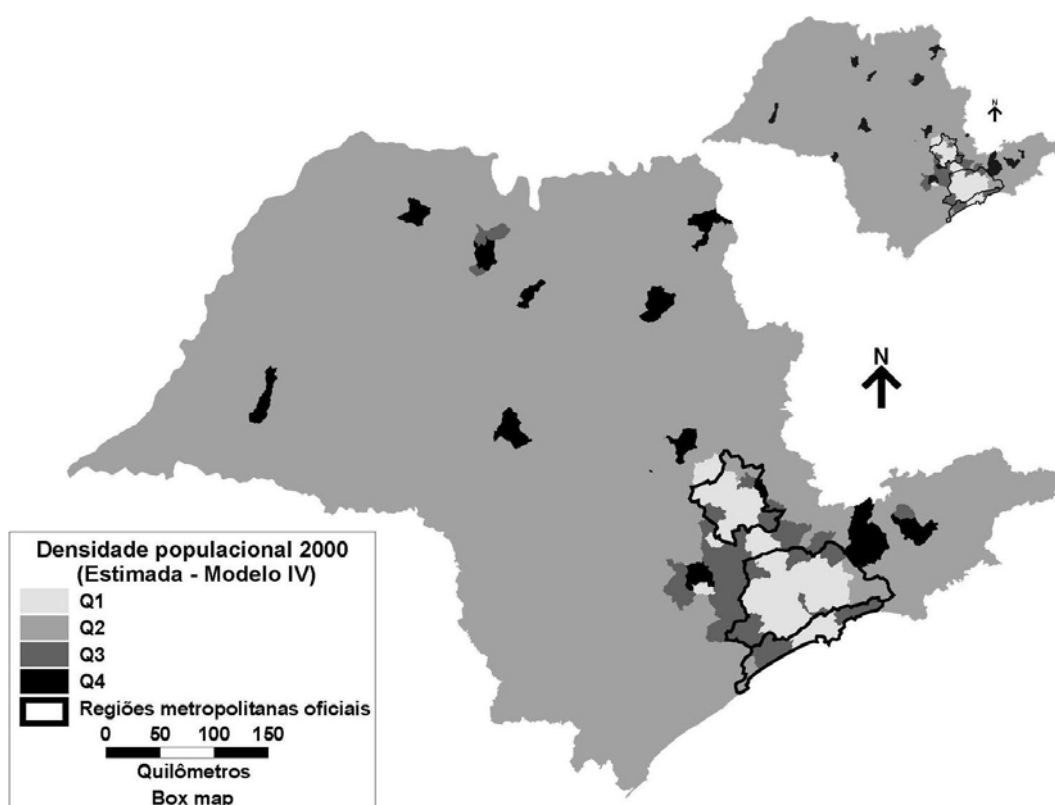 N
N
Densidade populacional 2000
(Estimada - Modelo IV)
Q1
Q2
Q3
Q4
Regiões metropolitanas oficiais
0 50 100 150
Quilômetros
Box map